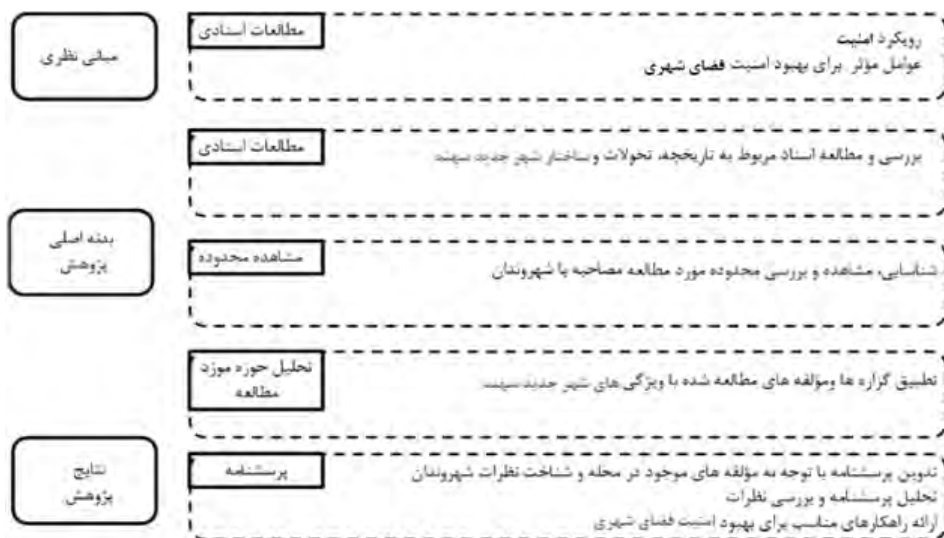 مبانی نظری
مطالعات اسنادی
رویکرد امنیت
عوامل مؤثر برای بهبود امنیت فضای شهری
بدنه اصلی
پژوهش
مطالعات اسنادی
بررسی و مطالعه اسناد مربوط به تاریخچه، تحولات و ساختار شهر جدید سهند
مشاهده محدوده
شناسایی، مشاهده و بررسی محدوده مورد مطالعه مصاحبه با شهروندان
تحلیل حوزه مورد
مطالعه
تطبیق گزاره ها ومؤلفه های مطالعه شده با ویژگی های شهر جدید سهند
نتایج
پژوهش
پرسشنامه
تدوین پرسشنامه با توجه به مؤلفه های موجود در محله و شناخت نظرات شهروندان
تحلیل پرسشنامه و بررسی نظرات
ارائه راهکارهای مناسب برای بهبود امنیت فضای شهری